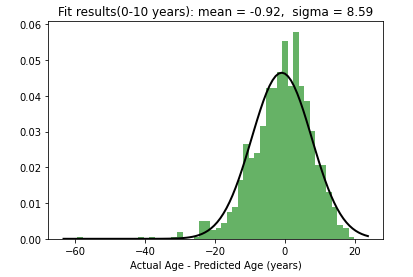 Fit results(0-10 years): mean = -0.92,  sigma = 8.59
0.06
0.05
0.04
0.03
0.02
0.01
0.00
−60 −40 −20 0 20
Actual Age - Predicted Age (years)